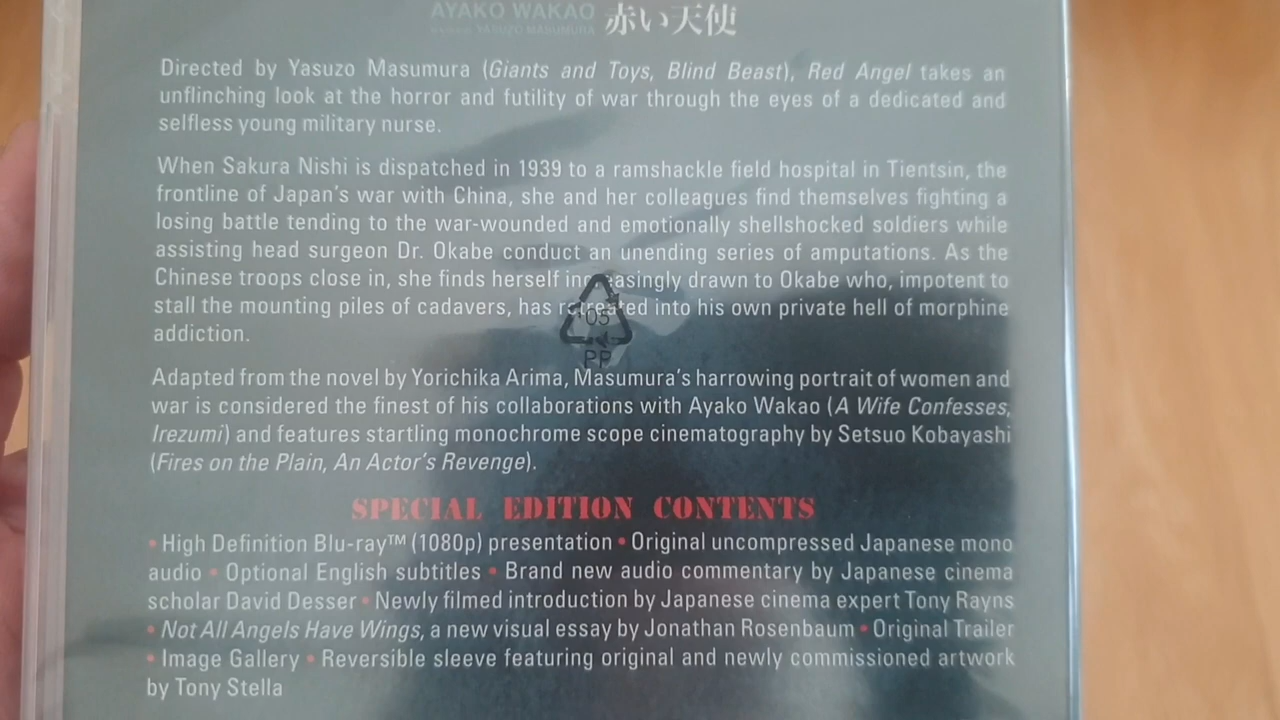 AYAKO WAKAO 赤い天使
YASUZO MASUMURA
Directed by Yasuzo Masumura (Giants and Toys, Blind Beast), Red Angel takes an
unflinching look at the horror and futility of war through the eyes of a dedicated and
selfless young military nurse.
When Sakura Nishi is dispatched in 1939 to a ramshackle field hospital in Tientsin, the
frontline of Japan's war with China, she and her colleagues find themselves fighting a
losing battle tending to the war-wounded and emotionally shellshocked soldiers while
assisting head surgeon Dr. Okabe conduct an unending series of amputations. As the
Chinese troops close in, she finds herself increasingly drawn to Okabe who, impotent to
stall the mounting piles of cadavers, has retreated into his own private hell of morphine
addiction.
05
PP
Adapted from the novel by Yorichika Arima, Masumura's harrowing portrait of women and
war is considered the finest of his collaborations with Ayako Wakao (A Wife Confesses,
Irezumi) and features startling monochrome scope cinematography by Setsuo Kobayashi
(Fires on the Plain, An Actor's Revenge).
SPECIAL EDITION CONTENTS
• High Definition Blu-ray™ (1080p) presentation • Original uncompressed Japanese mono
audio • Optional English subtitles • Brand new audio commentary by Japanese cinema
scholar David Desser • Newly filmed introduction by Japanese cinema expert Tony Rayns
• Not All Angels Have Wings, a new visual essay by Jonathan Rosenbaum • Original Trailer
• Image Gallery • Reversible sleeve featuring original and newly commissioned artwork
by Tony Stella